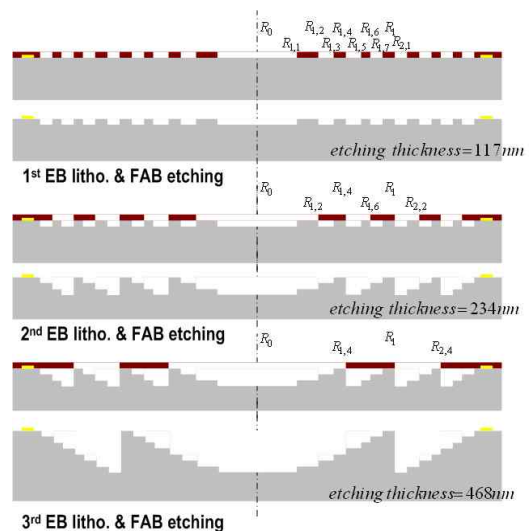 R0
R1,2 R1,4 R1,6 R1
R1,1 R1,3 R1,5 R1,7 R2,1
etching thickness=117nm
1st EB litho. & FAB etching
R0 R1,4 R1
R1,2 R1,6 R2,2
etching thickness=234nm
2nd EB litho. & FAB etching
R0 R1,4 R1 R2,4
etching thickness=468nm
3rd EB litho. & FAB etching